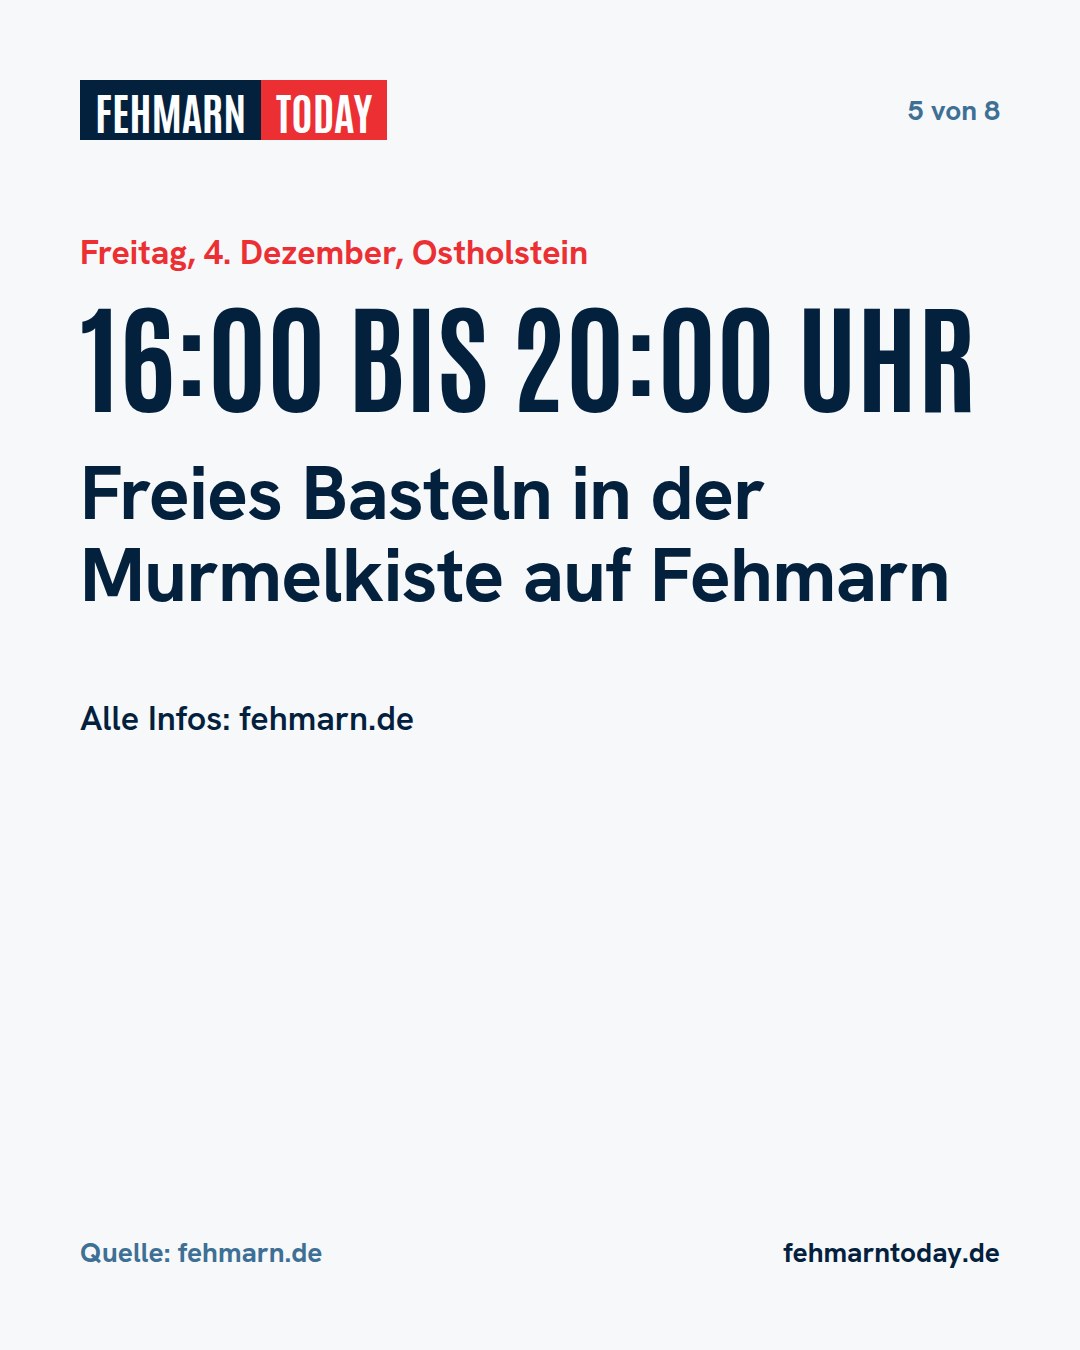 FEHMARN TODAY
5 von 8
Freitag, 4. Dezember, Ostholstein
16:00 BIS 20:00 UHR
Freies Basteln in der
Murmelkiste auf Fehmarn
Alle Infos: fehmarn.de
Quelle: fehmarn.de
fehmarntoday.de